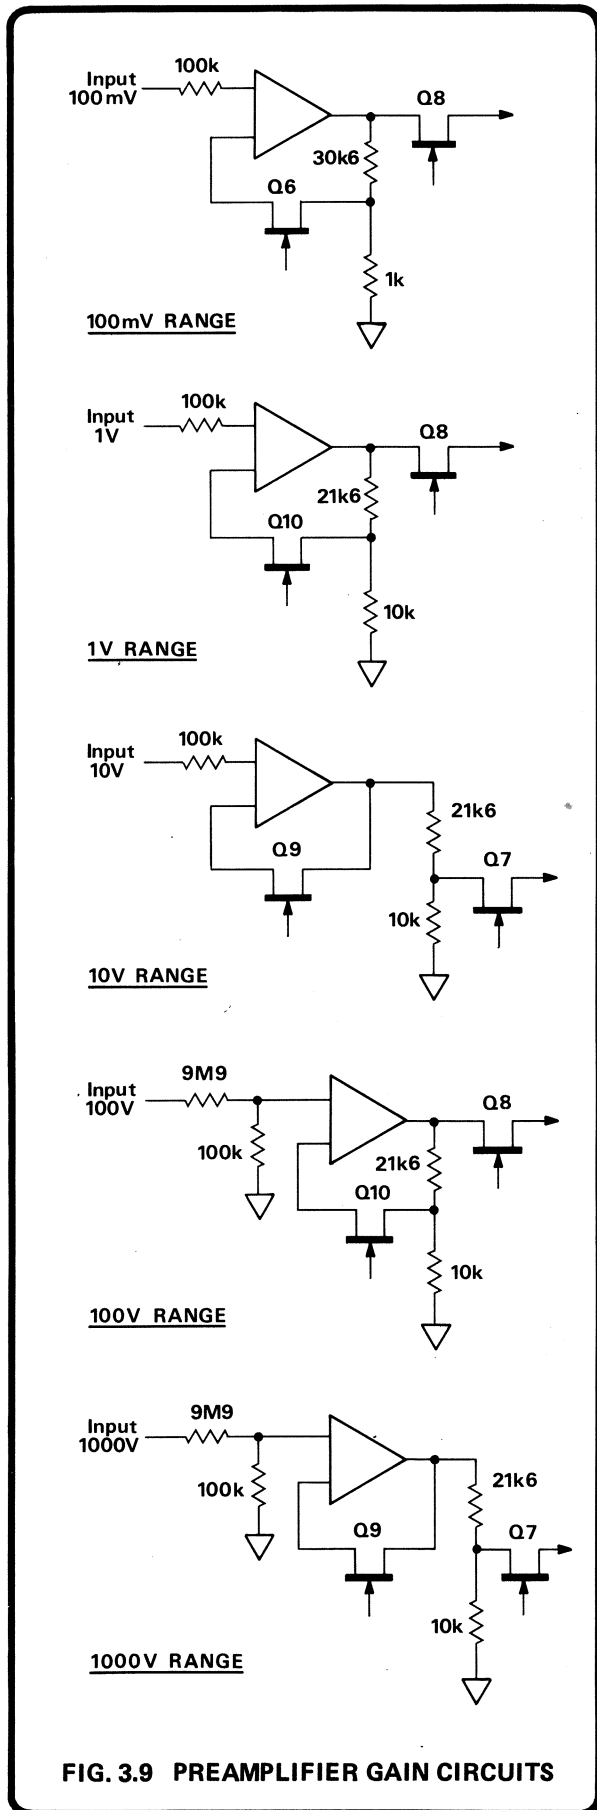 100k
Input
100mV
Q8
30k6
Q6
1k
100mV RANGE
100k
Input
1V
Q8
21k6
Q10
10k
1V RANGE
100k
Input
10V
21k6
Q9
Q7
10k
10V RANGE
9M9
Input
100V
Q8
100k
21k6
Q10
10k
100V RANGE
9M9
Input
1000V
100k
21k6
Q9
Q7
10k
1000V RANGE
FIG. 3.9 PREAMPLIFIER GAIN CIRCUITS